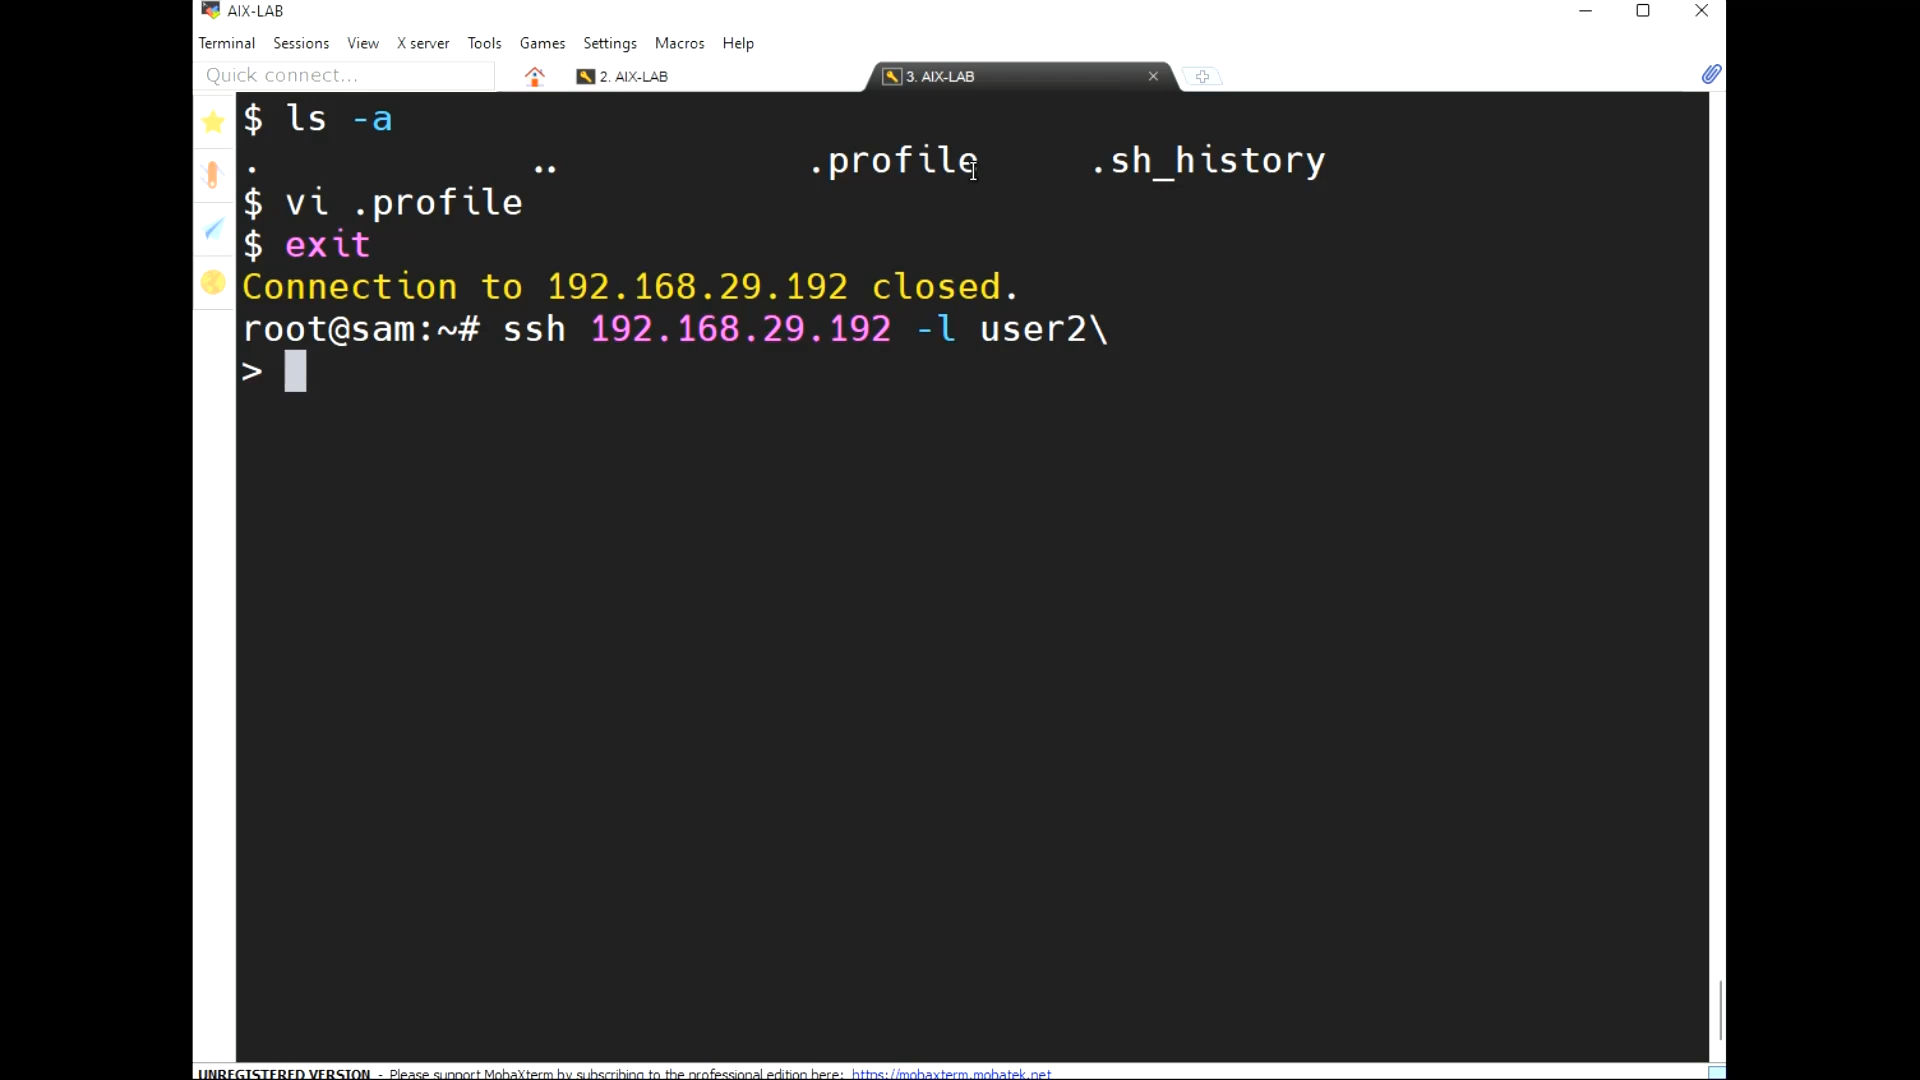 AIX-LAB
Terminal Sessions View X server Tools Games Settings Macros Help
Quick connect... 2. AIX-LAB 3. AIX-LAB
$ ls -a
. .. .profile .sh_history
$ vi .profile
$ exit
Connection to 192.168.29.192 closed.
root@sam:~# ssh 192.168.29.192 -l user2\
>
UNREGISTERED VERSION - Please support MobaXterm by subscribing to the professional edition here: https://mobaxterm.mobatek.net